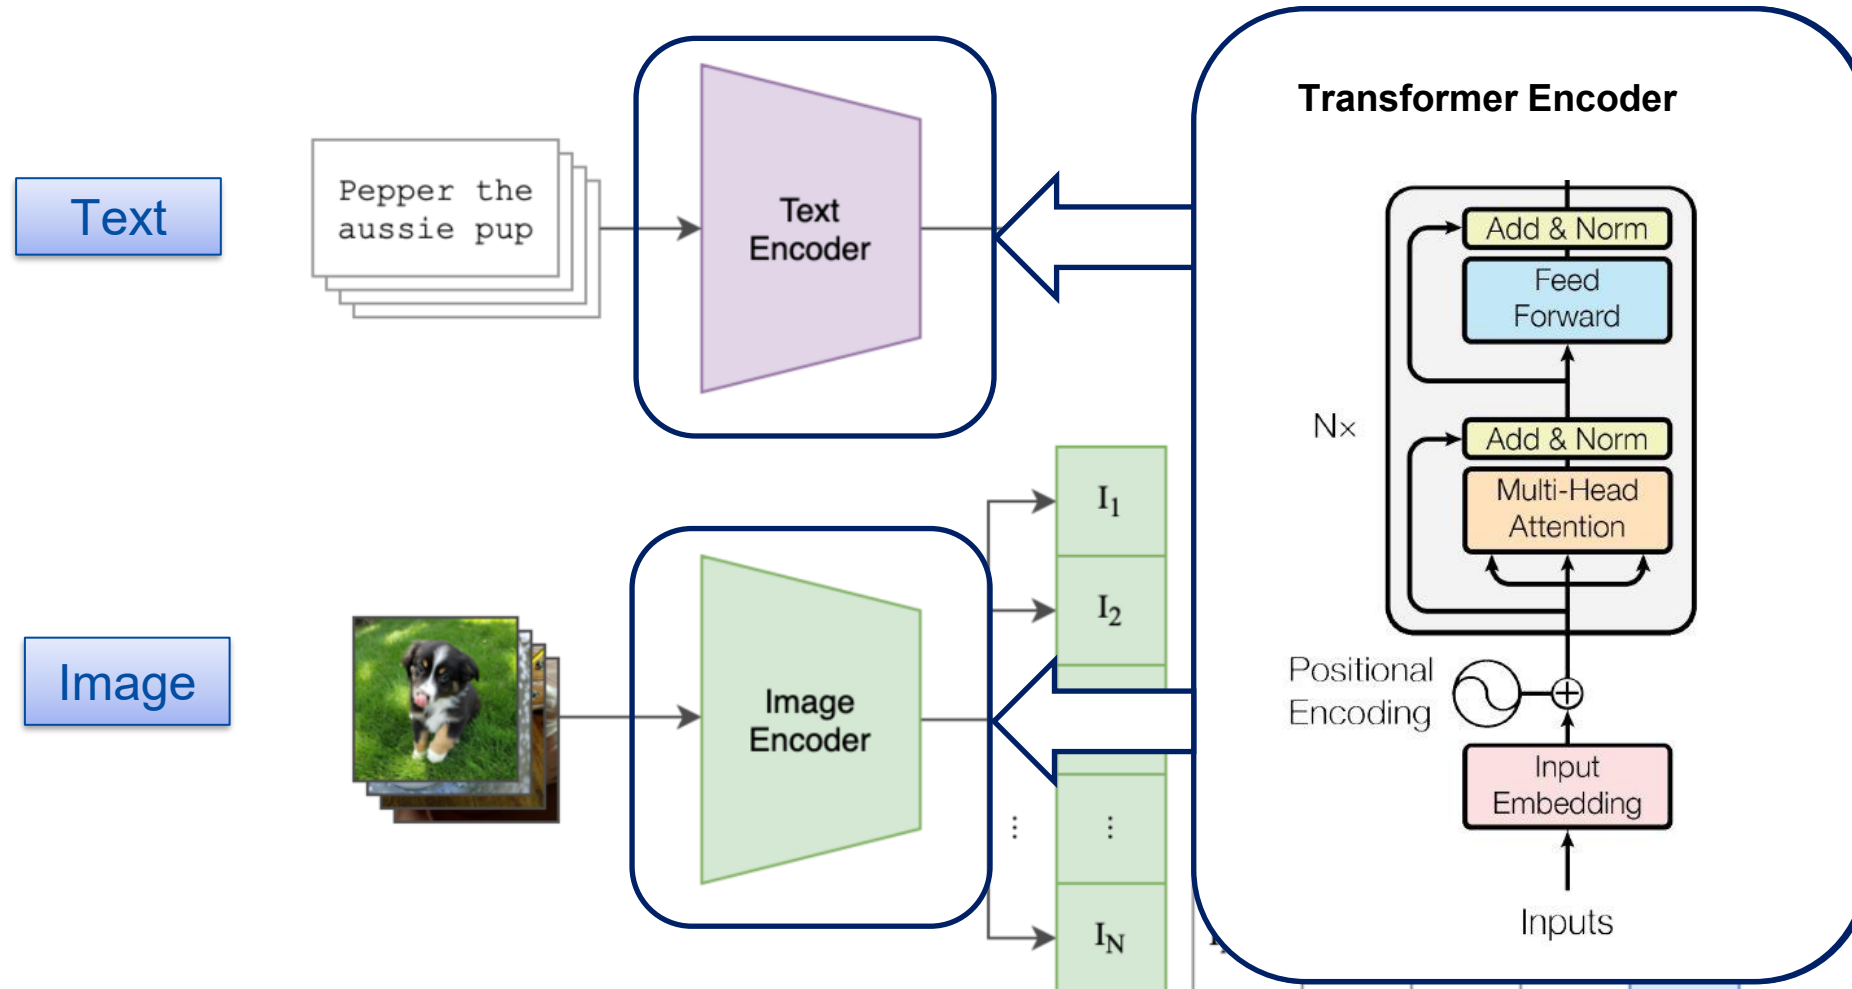 Text
Pepper the
aussie pup
Text
Encoder
Image
Image
Encoder
I1
I2
⋮
⋮
IN
Transformer Encoder
Add & Norm
Feed
Forward
N×
Add & Norm
Multi-Head
Attention
Positional
Encoding
Input
Embedding
Inputs